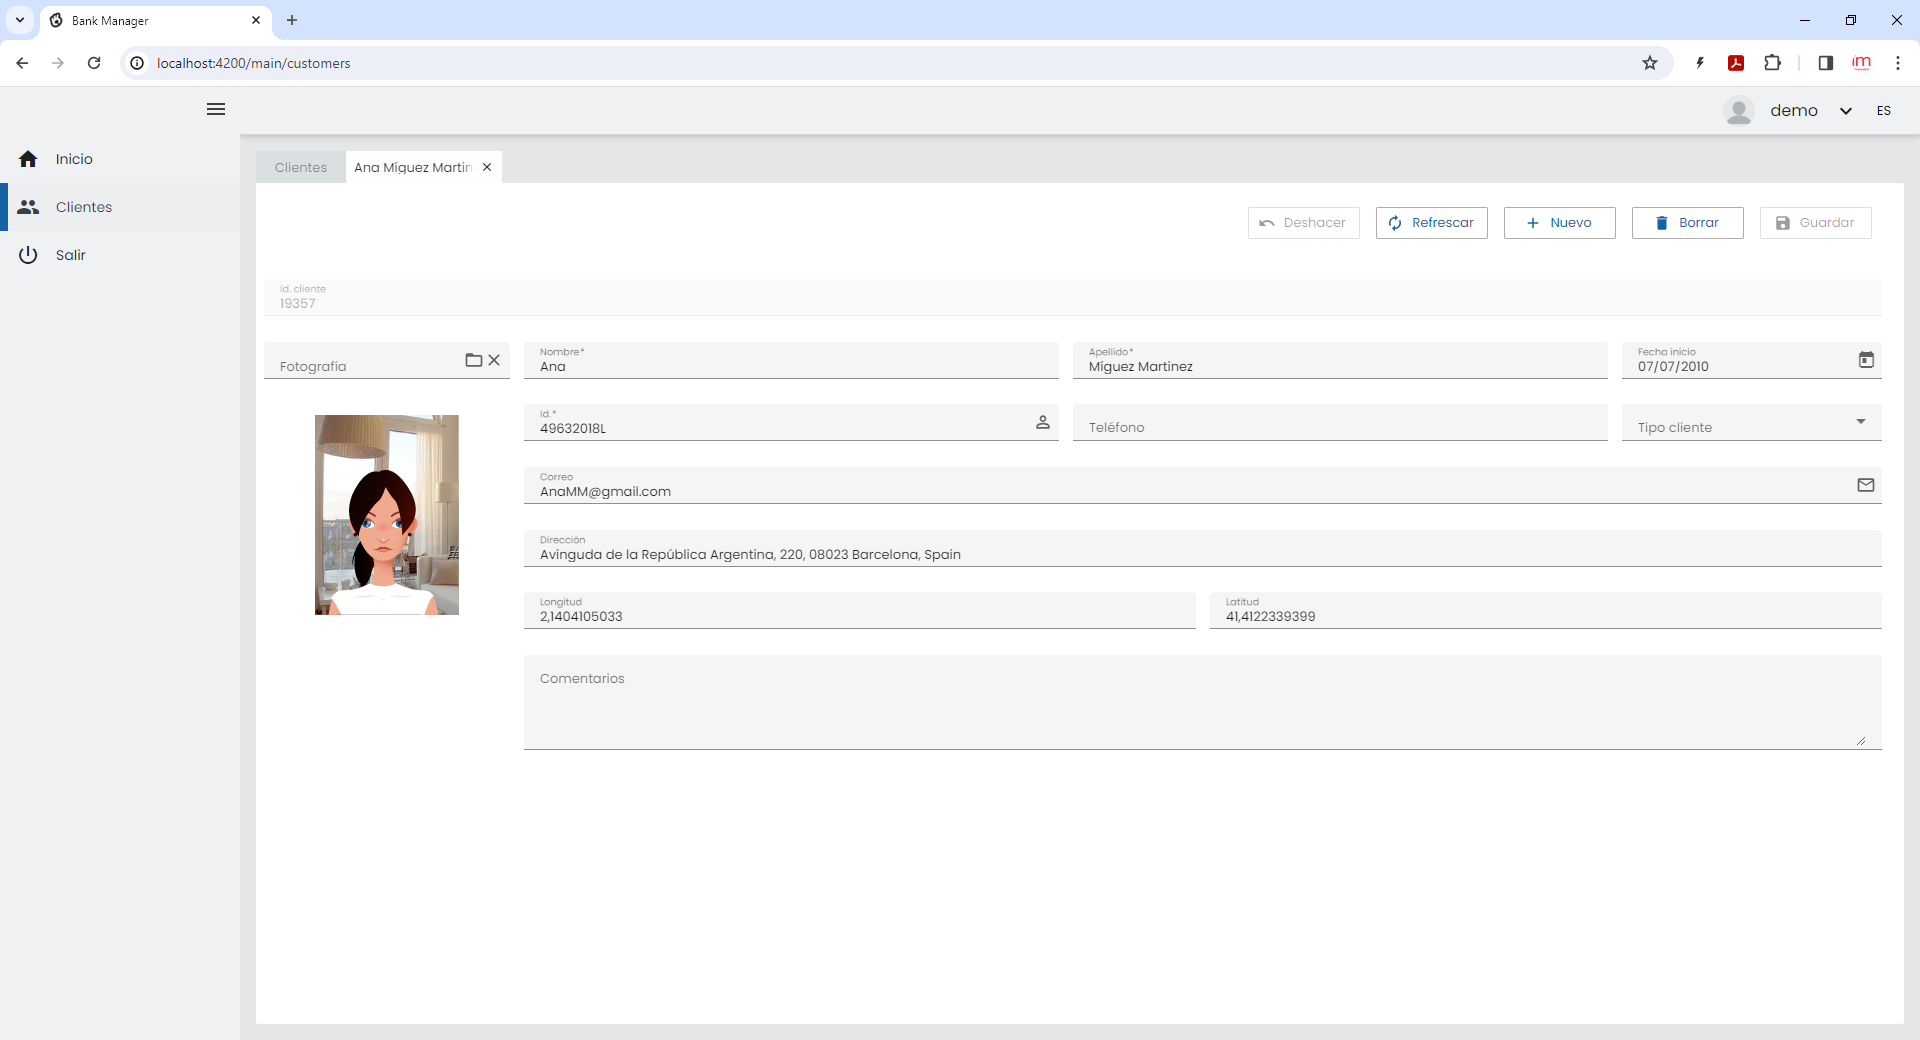 Bank Manager
localhost:4200/main/customers
demo ES
Inicio
Clientes
Salir
Clientes Ana Míguez Martin
Deshacer Refrescar Nuevo Borrar Guardar
Id. cliente
19357
Fotografía
Nombre*
Ana
Apellido*
Míguez Martinez
Fecha inicio
07/07/2010
Id.*
49632018L
Teléfono
Tipo cliente
Correo
AnaMM@gmail.com
Dirección
Avinguda de la República Argentina, 220, 08023 Barcelona, Spain
Longitud
2,1404105033
Latitud
41,4122339399
Comentarios